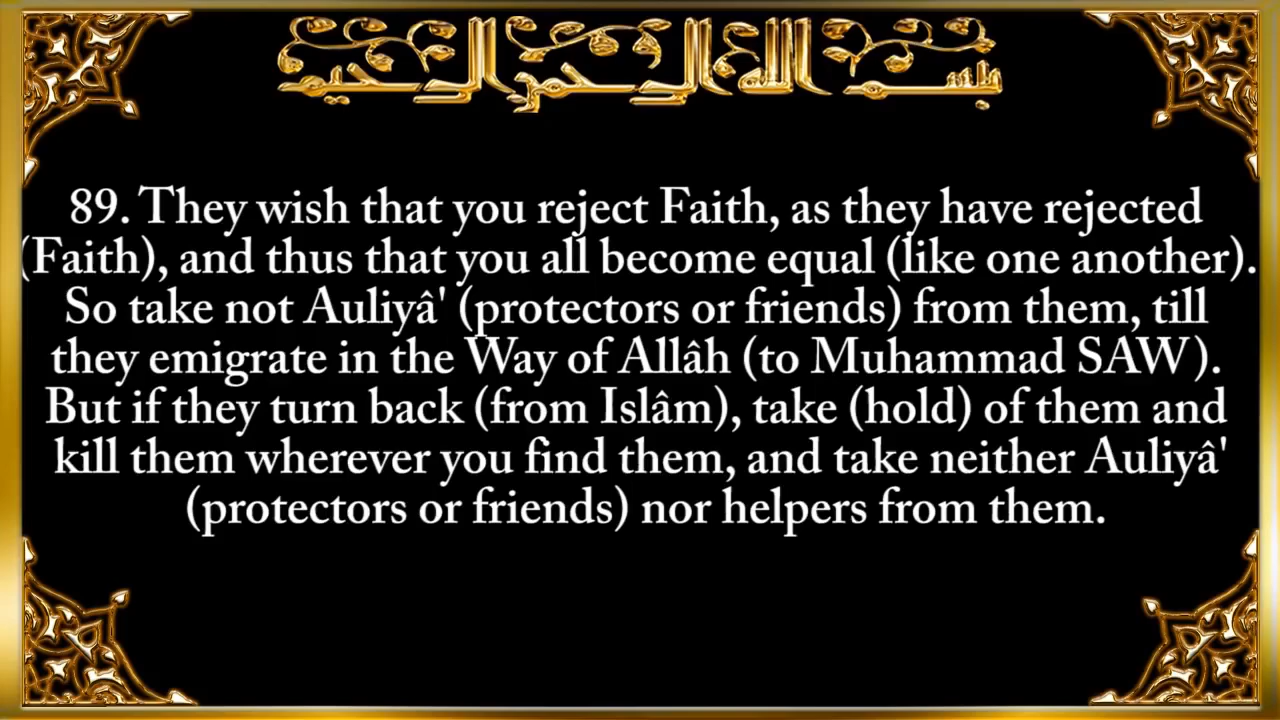 بسم الله الرحمن الرحيم
89. They wish that you reject Faith, as they have rejected
(Faith), and thus that you all become equal (like one another).
So take not Auliyâ' (protectors or friends) from them, till
they emigrate in the Way of Allâh (to Muhammad SAW).
But if they turn back (from Islâm), take (hold) of them and
kill them wherever you find them, and take neither Auliyâ'
(protectors or friends) nor helpers from them.